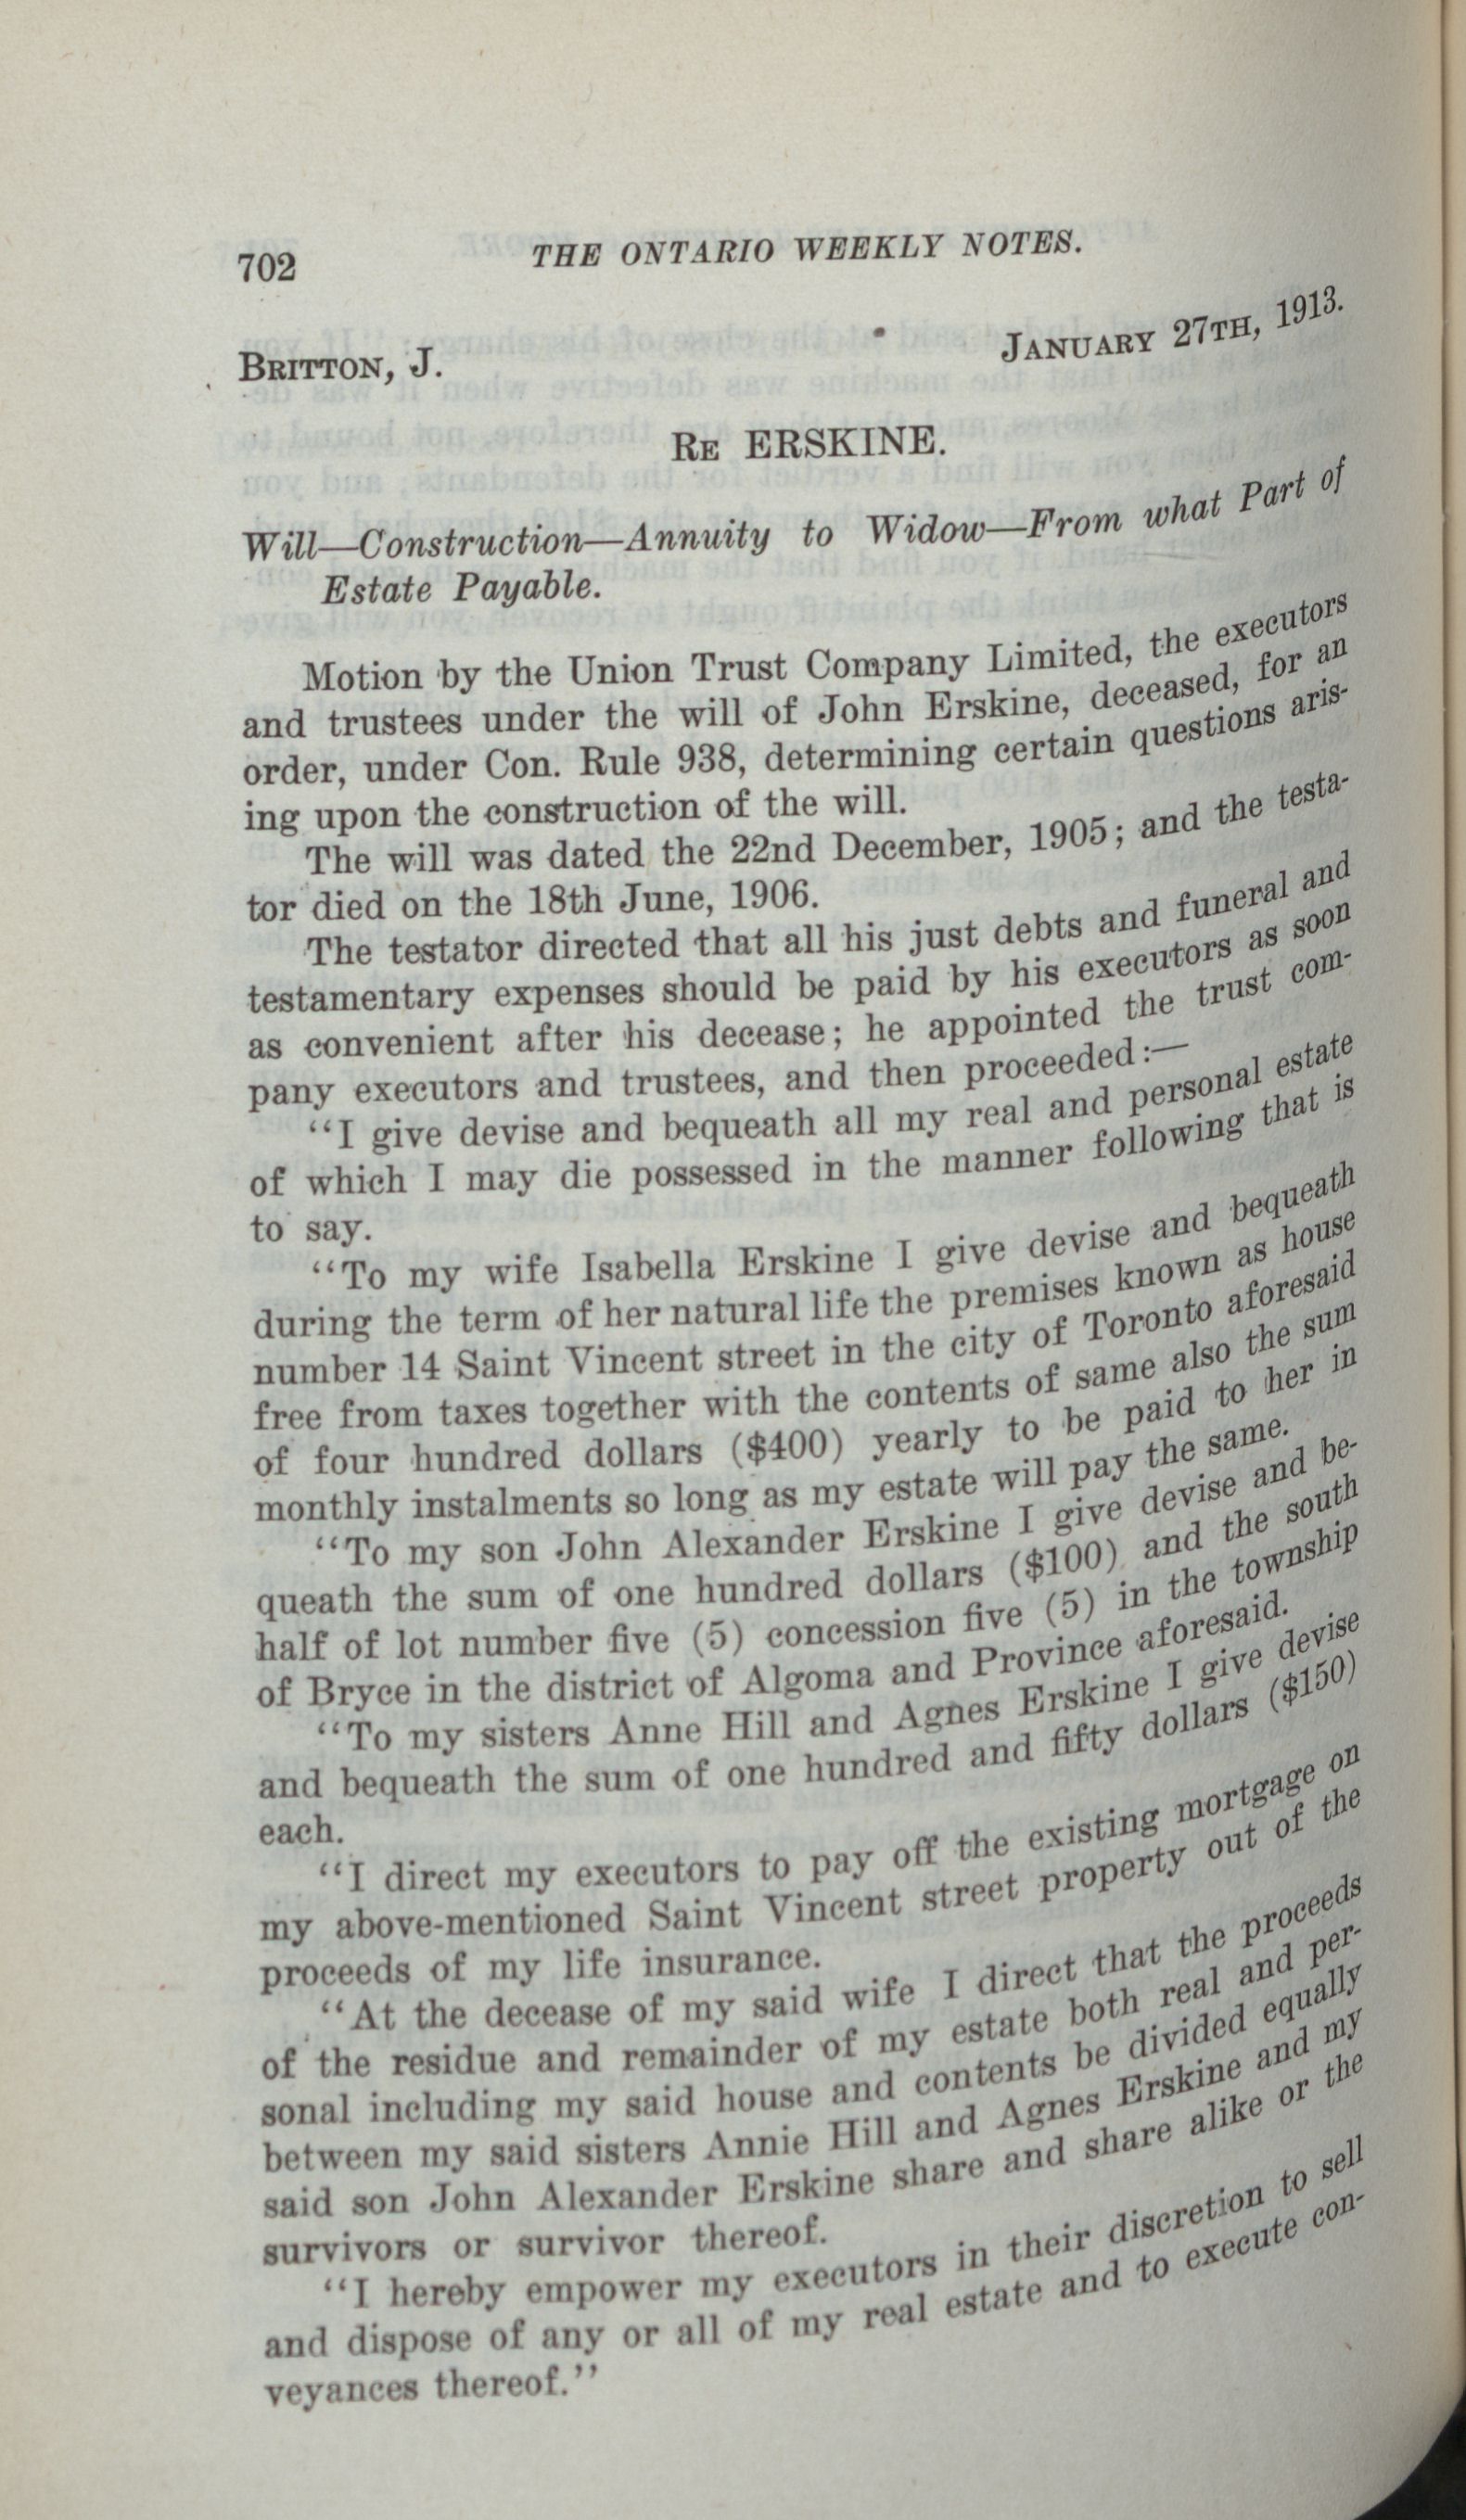 702 THE ONTARIO WEEKLY NOTES.
BRITTON, J. JANUARY 27TH, 1913.
RE ERSKINE.
Will—Construction—Annuity to Widow—From what Part of
Estate Payable.
Motion by the Union Trust Company Limited, the executors
and trustees under the will of John Erskine, deceased, for an
order, under Con. Rule 938, determining certain questions aris-
ing upon the construction of the will.
The will was dated the 22nd December, 1905; and the testa-
tor died on the 18th June, 1906.
The testator directed that all his just debts and funeral and
testamentary expenses should be paid by his executors as soon
as convenient after his decease; he appointed the trust com-
pany executors and trustees, and then proceeded:—
"I give devise and bequeath all my real and personal estate
of which I may die possessed in the manner following that is
to say.
"To my wife Isabella Erskine I give devise and bequeath
during the term of her natural life the premises known as house
number 14 Saint Vincent street in the city of Toronto aforesaid
free from taxes together with the contents of same also the sum
of four hundred dollars ($400) yearly to be paid to her in
monthly instalments so long as my estate will pay the same.
"To my son John Alexander Erskine I give devise and be-
queath the sum of one hundred dollars ($100) and the south
half of lot number five (5) concession five (5) in the township
of Bryce in the district of Algoma and Province aforesaid.
"To my sisters Anne Hill and Agnes Erskine I give devise
and bequeath the sum of one hundred and fifty dollars ($150)
each.
"I direct my executors to pay off the existing mortgage on
my above-mentioned Saint Vincent street property out of the
proceeds of my life insurance.
"At the decease of my said wife I direct that the proceeds
of the residue and remainder of my estate both real and per-
sonal including my said house and contents be divided equally
between my said sisters Annie Hill and Agnes Erskine and my
said son John Alexander Erskine share and share alike or the
survivors or survivor thereof.
"I hereby empower my executors in their discretion to sell
and dispose of any or all of my real estate and to execute con-
veyances thereof."